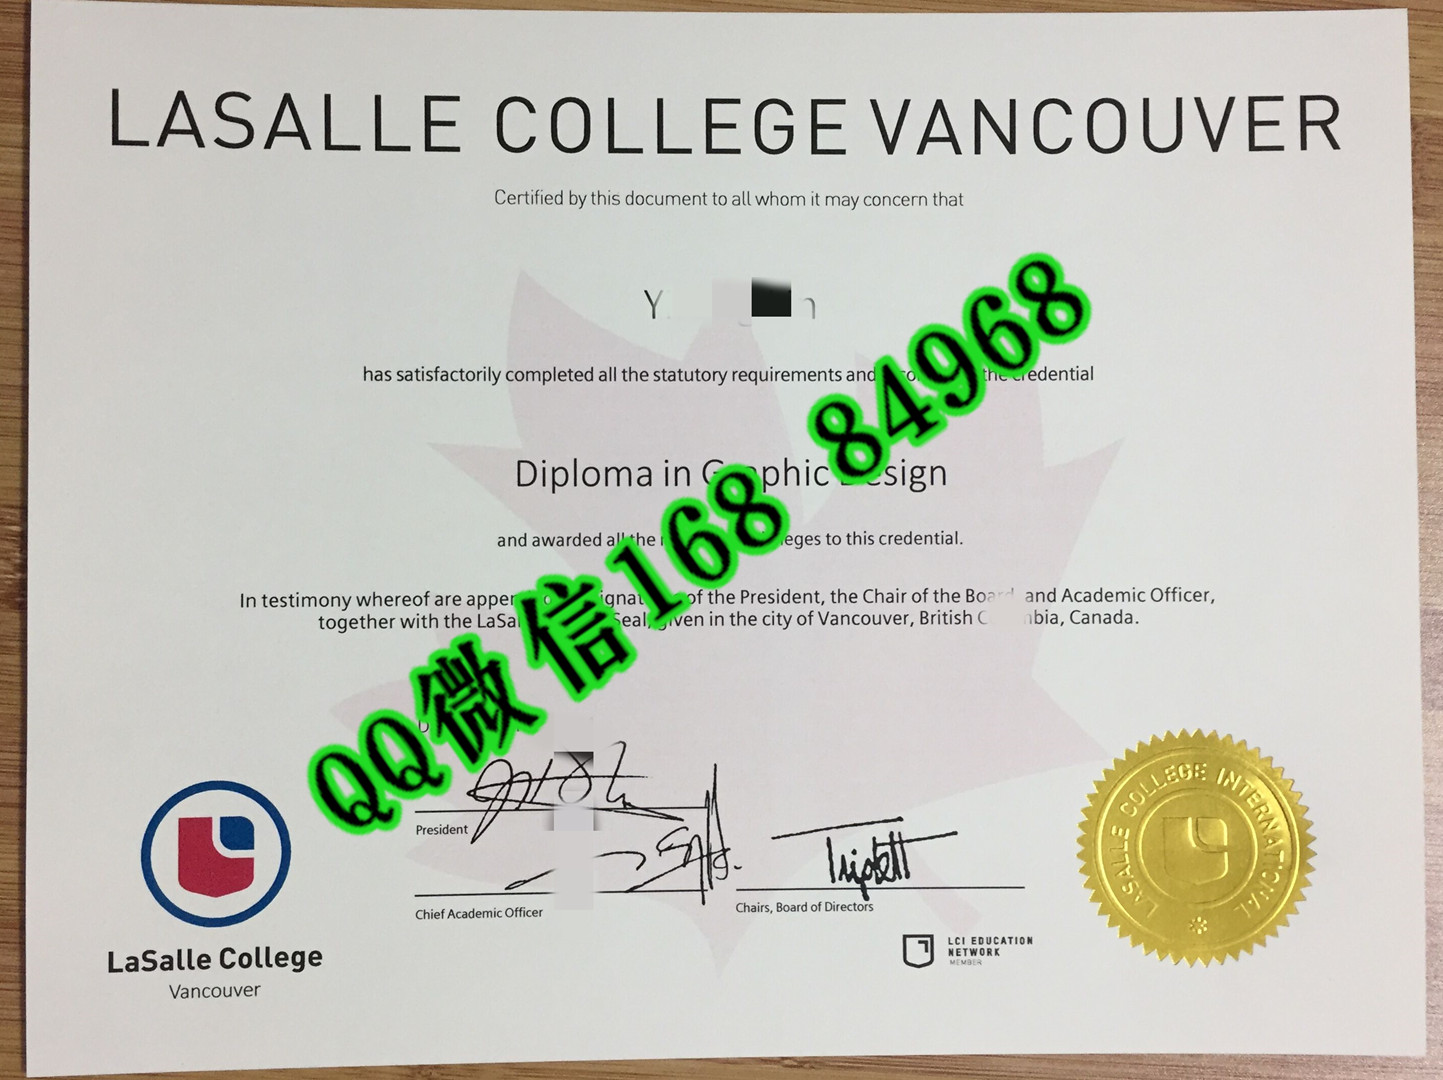 LASALLE COLLEGE VANCOUVER
Certified by this document to all whom it may concern that
Y
has satisfactorily completed all the statutory requirements and the credential
Diploma in Graphic Design
and awarded all the to this credential.
In testimony whereof are of the President, the Chair of the Board and Academic Officer,
together with the Seal, given in the city of Vancouver, British Canada.
QQ微信168 84968
President
Chief Academic Officer
Triplett
Chairs, Board of Directors
LaSalle College
Vancouver
LCI EDUCATION
NETWORK
MEMBER
LASALLE COLLEGE INTERNATIONAL